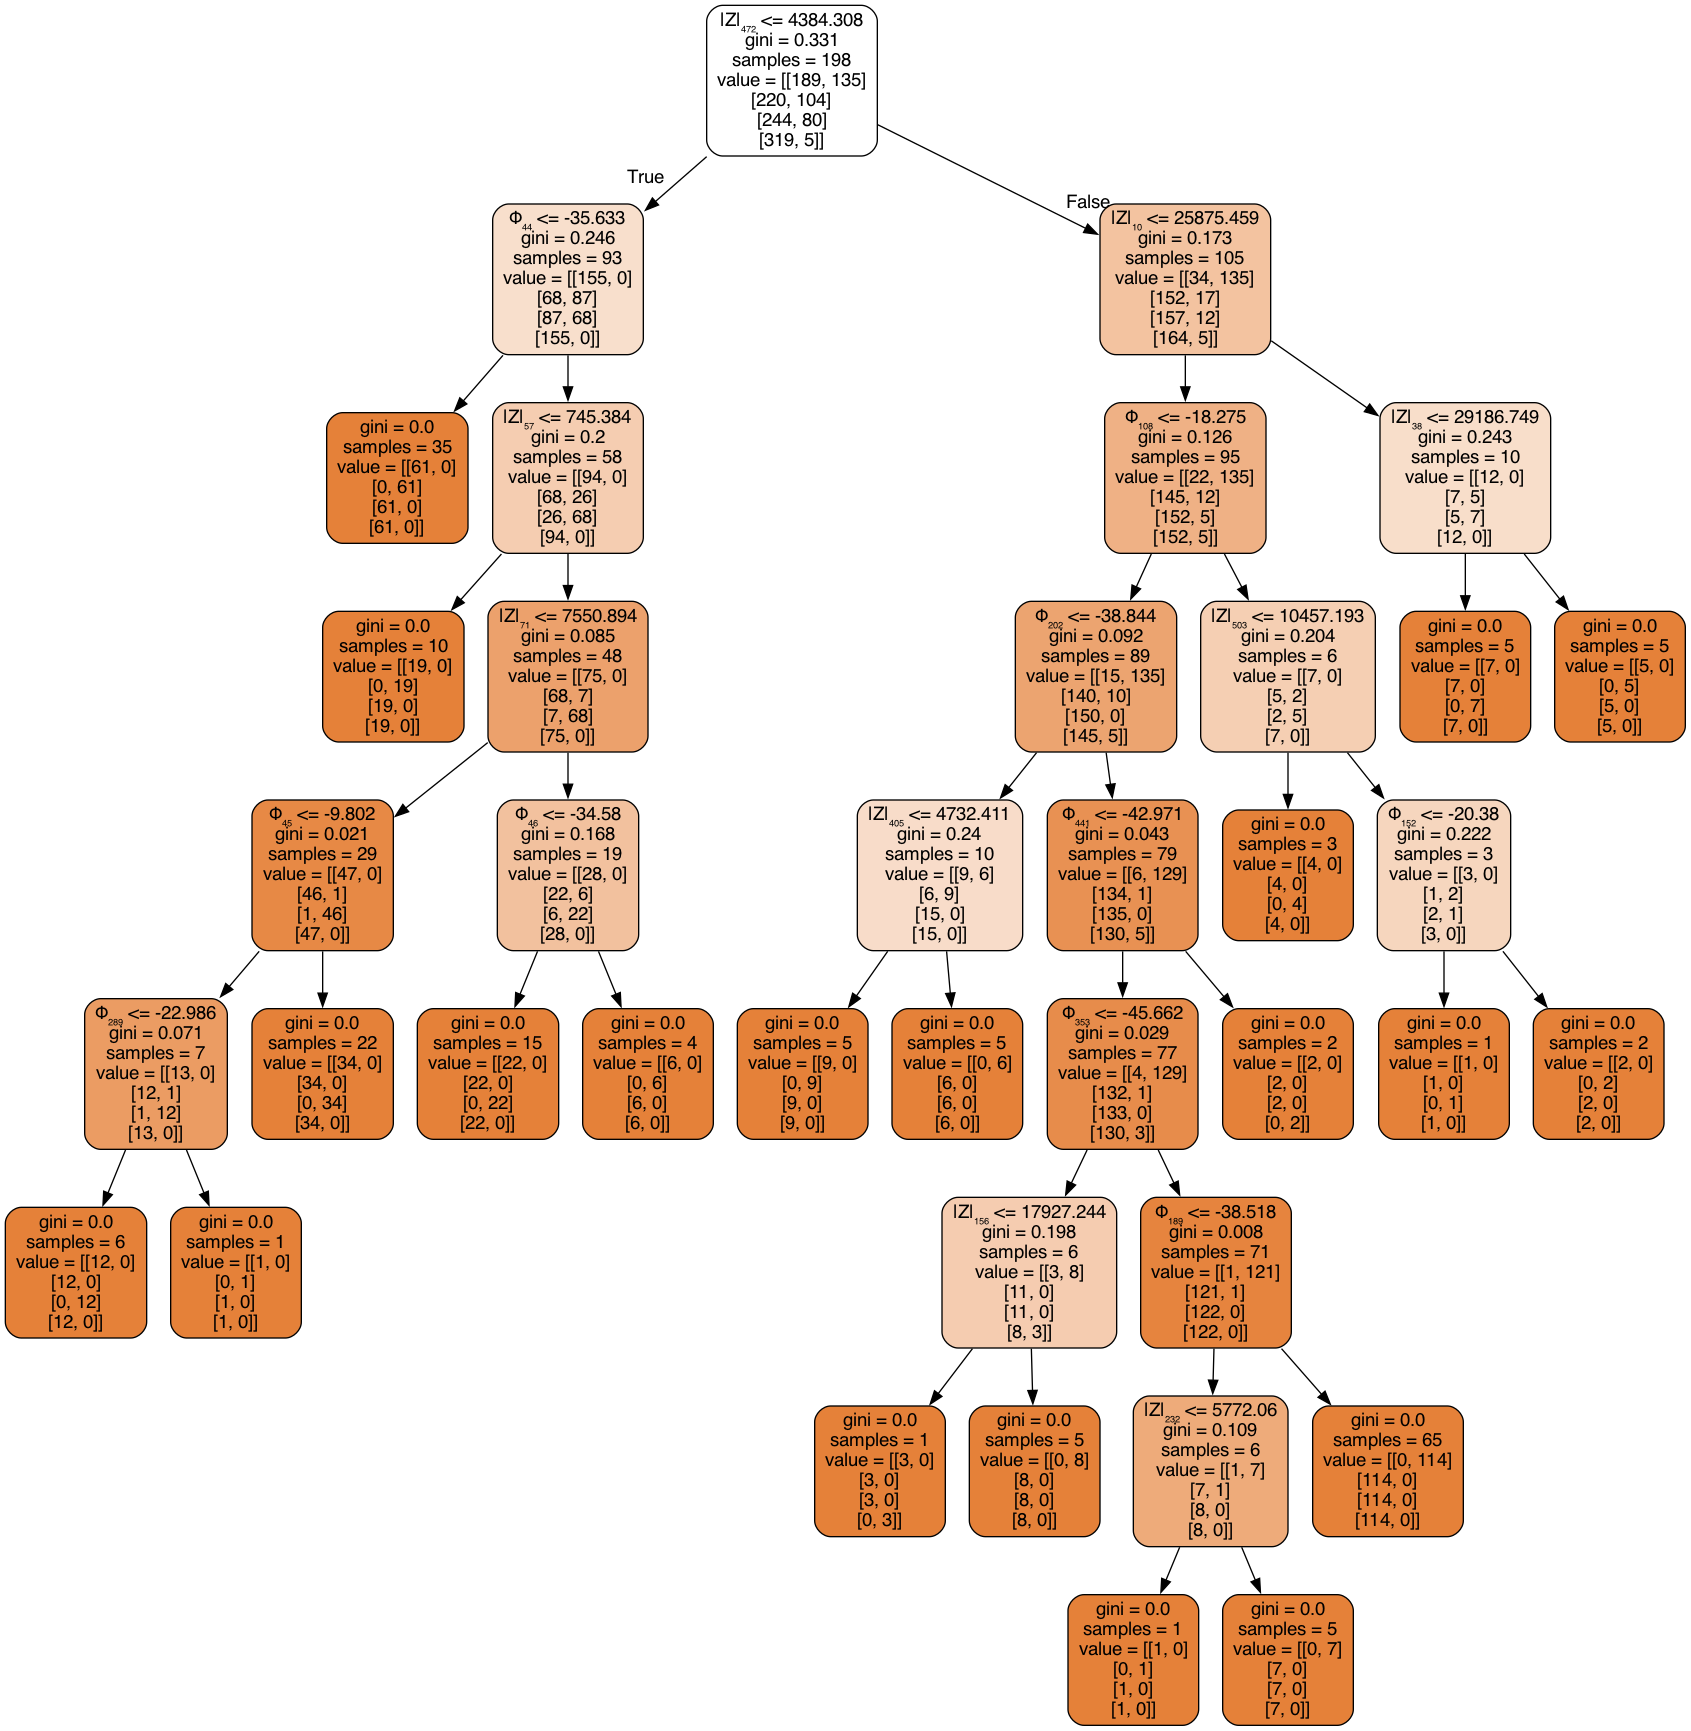 |Z|₄₇₂ <= 4384.308
gini = 0.331
samples = 198
value = [[189, 135]
[220, 104]
[244, 80]
[319, 5]]
True
False
Φ₄₄ <= -35.633
gini = 0.246
samples = 93
value = [[155, 0]
[68, 87]
[87, 68]
[155, 0]]
|Z|₁₀ <= 25875.459
gini = 0.173
samples = 105
value = [[34, 135]
[152, 17]
[157, 12]
[164, 5]]
gini = 0.0
samples = 35
value = [[61, 0]
[0, 61]
[61, 0]
[61, 0]]
|Z|₅₇ <= 745.384
gini = 0.2
samples = 58
value = [[94, 0]
[68, 26]
[26, 68]
[94, 0]]
Φ₁₀₈ <= -18.275
gini = 0.126
samples = 95
value = [[22, 135]
[145, 12]
[152, 5]
[152, 5]]
|Z|₃₈ <= 29186.749
gini = 0.243
samples = 10
value = [[12, 0]
[7, 5]
[5, 7]
[12, 0]]
gini = 0.0
samples = 10
value = [[19, 0]
[0, 19]
[19, 0]
[19, 0]]
|Z|₇₁ <= 7550.894
gini = 0.085
samples = 48
value = [[75, 0]
[68, 7]
[7, 68]
[75, 0]]
Φ₂₀₂ <= -38.844
gini = 0.092
samples = 89
value = [[15, 135]
[140, 10]
[150, 0]
[145, 5]]
|Z|₅₀₃ <= 10457.193
gini = 0.204
samples = 6
value = [[7, 0]
[5, 2]
[2, 5]
[7, 0]]
gini = 0.0
samples = 5
value = [[7, 0]
[7, 0]
[0, 7]
[7, 0]]
gini = 0.0
samples = 5
value = [[5, 0]
[0, 5]
[5, 0]
[5, 0]]
Φ₄₅ <= -9.802
gini = 0.021
samples = 29
value = [[47, 0]
[46, 1]
[1, 46]
[47, 0]]
Φ₄₆ <= -34.58
gini = 0.168
samples = 19
value = [[28, 0]
[22, 6]
[6, 22]
[28, 0]]
|Z|₄₀₅ <= 4732.411
gini = 0.24
samples = 10
value = [[9, 6]
[6, 9]
[15, 0]
[15, 0]]
Φ₄₄₁ <= -42.971
gini = 0.043
samples = 79
value = [[6, 129]
[134, 1]
[135, 0]
[130, 5]]
gini = 0.0
samples = 3
value = [[4, 0]
[4, 0]
[0, 4]
[4, 0]]
Φ₁₅₂ <= -20.38
gini = 0.222
samples = 3
value = [[3, 0]
[1, 2]
[2, 1]
[3, 0]]
Φ₂₈₉ <= -22.986
gini = 0.071
samples = 7
value = [[13, 0]
[12, 1]
[1, 12]
[13, 0]]
gini = 0.0
samples = 22
value = [[34, 0]
[34, 0]
[0, 34]
[34, 0]]
gini = 0.0
samples = 15
value = [[22, 0]
[22, 0]
[0, 22]
[22, 0]]
gini = 0.0
samples = 4
value = [[6, 0]
[0, 6]
[6, 0]
[6, 0]]
gini = 0.0
samples = 5
value = [[9, 0]
[0, 9]
[9, 0]
[9, 0]]
gini = 0.0
samples = 5
value = [[0, 6]
[6, 0]
[6, 0]
[6, 0]]
Φ₃₅₃ <= -45.662
gini = 0.029
samples = 77
value = [[4, 129]
[132, 1]
[133, 0]
[130, 3]]
gini = 0.0
samples = 2
value = [[2, 0]
[2, 0]
[2, 0]
[0, 2]]
gini = 0.0
samples = 1
value = [[1, 0]
[1, 0]
[0, 1]
[1, 0]]
gini = 0.0
samples = 2
value = [[2, 0]
[0, 2]
[2, 0]
[2, 0]]
gini = 0.0
samples = 6
value = [[12, 0]
[12, 0]
[0, 12]
[12, 0]]
gini = 0.0
samples = 1
value = [[1, 0]
[0, 1]
[1, 0]
[1, 0]]
|Z|₁₅₆ <= 17927.244
gini = 0.198
samples = 6
value = [[3, 8]
[11, 0]
[11, 0]
[8, 3]]
Φ₁₈₉ <= -38.518
gini = 0.008
samples = 71
value = [[1, 121]
[121, 1]
[122, 0]
[122, 0]]
gini = 0.0
samples = 1
value = [[3, 0]
[3, 0]
[3, 0]
[0, 3]]
gini = 0.0
samples = 5
value = [[0, 8]
[8, 0]
[8, 0]
[8, 0]]
|Z|₂₃₂ <= 5772.06
gini = 0.109
samples = 6
value = [[1, 7]
[7, 1]
[8, 0]
[8, 0]]
gini = 0.0
samples = 65
value = [[0, 114]
[114, 0]
[114, 0]
[114, 0]]
gini = 0.0
samples = 1
value = [[1, 0]
[0, 1]
[1, 0]
[1, 0]]
gini = 0.0
samples = 5
value = [[0, 7]
[7, 0]
[7, 0]
[7, 0]]